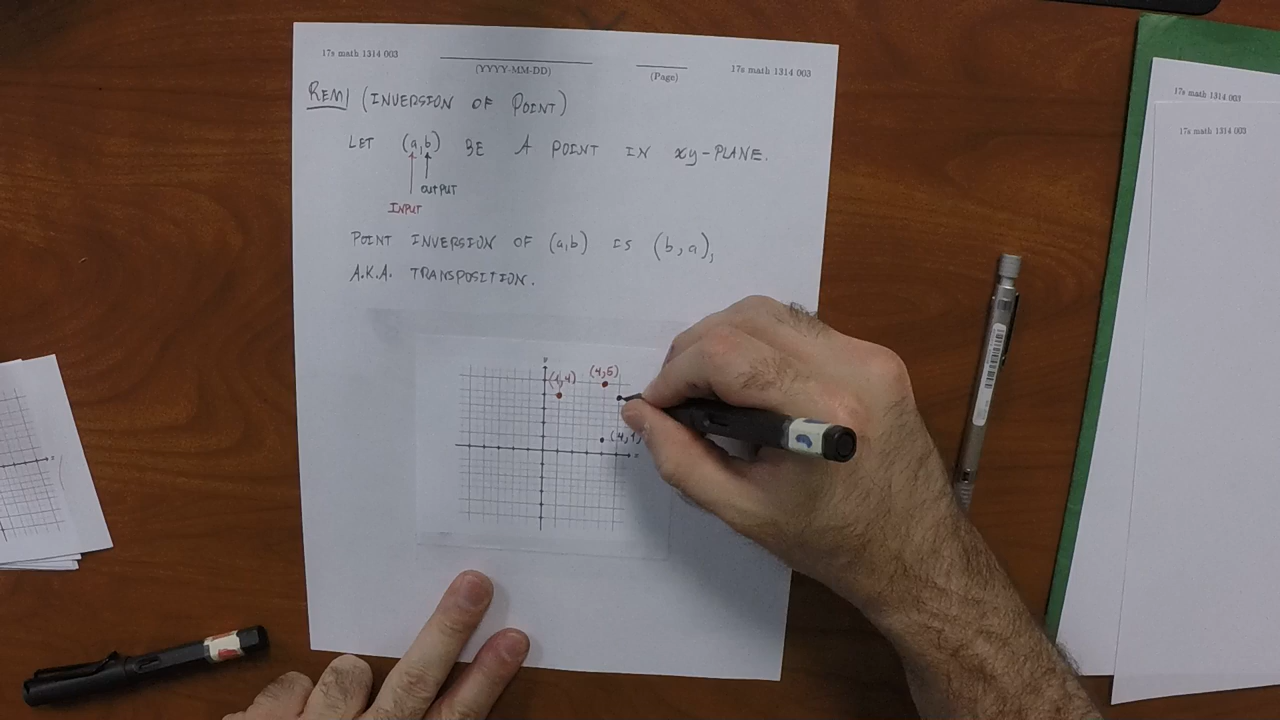 17s math 1314 003
(YYYY-MM-DD)
(Page)
17s math 1314 003
REM (INVERSION OF POINT)
LET (a,b) BE A POINT IN xy-PLANE.
OUTPUT
INPUT
POINT INVERSION OF (a,b) IS (b,a),
A.K.A. TRANSPOSITION.
(4,5)
(1,4)
(4,1)
17s math 1314 003
17s math 1314 003